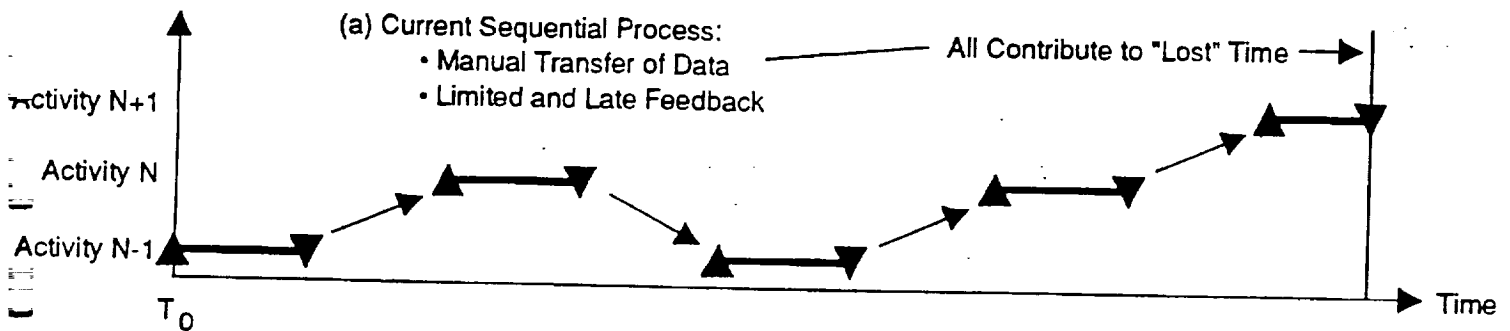 (a) Current Sequential Process:
• Manual Transfer of Data
• Limited and Late Feedback
All Contribute to "Lost" Time
Activity N+1
Activity N
Activity N-1
T0
Time